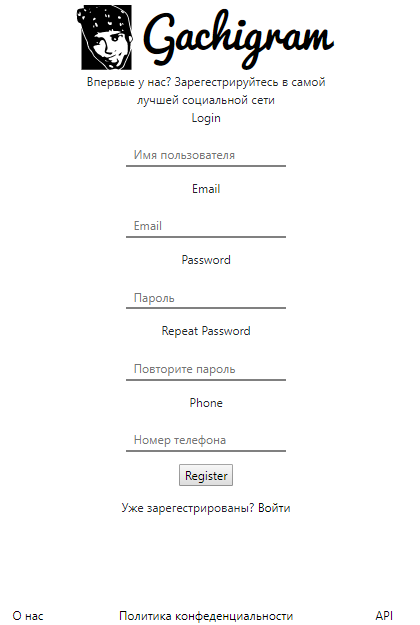 Gachigram
Впервые у нас? Зарегестрируйтесь в самой
лучшей социальной сети
Login
Имя пользователя
Email
Email
Password
Пароль
Repeat Password
Повторите пароль
Phone
Номер телефона
Register
Уже зарегестрированы? Войти
О нас Политика конфеденциальности API